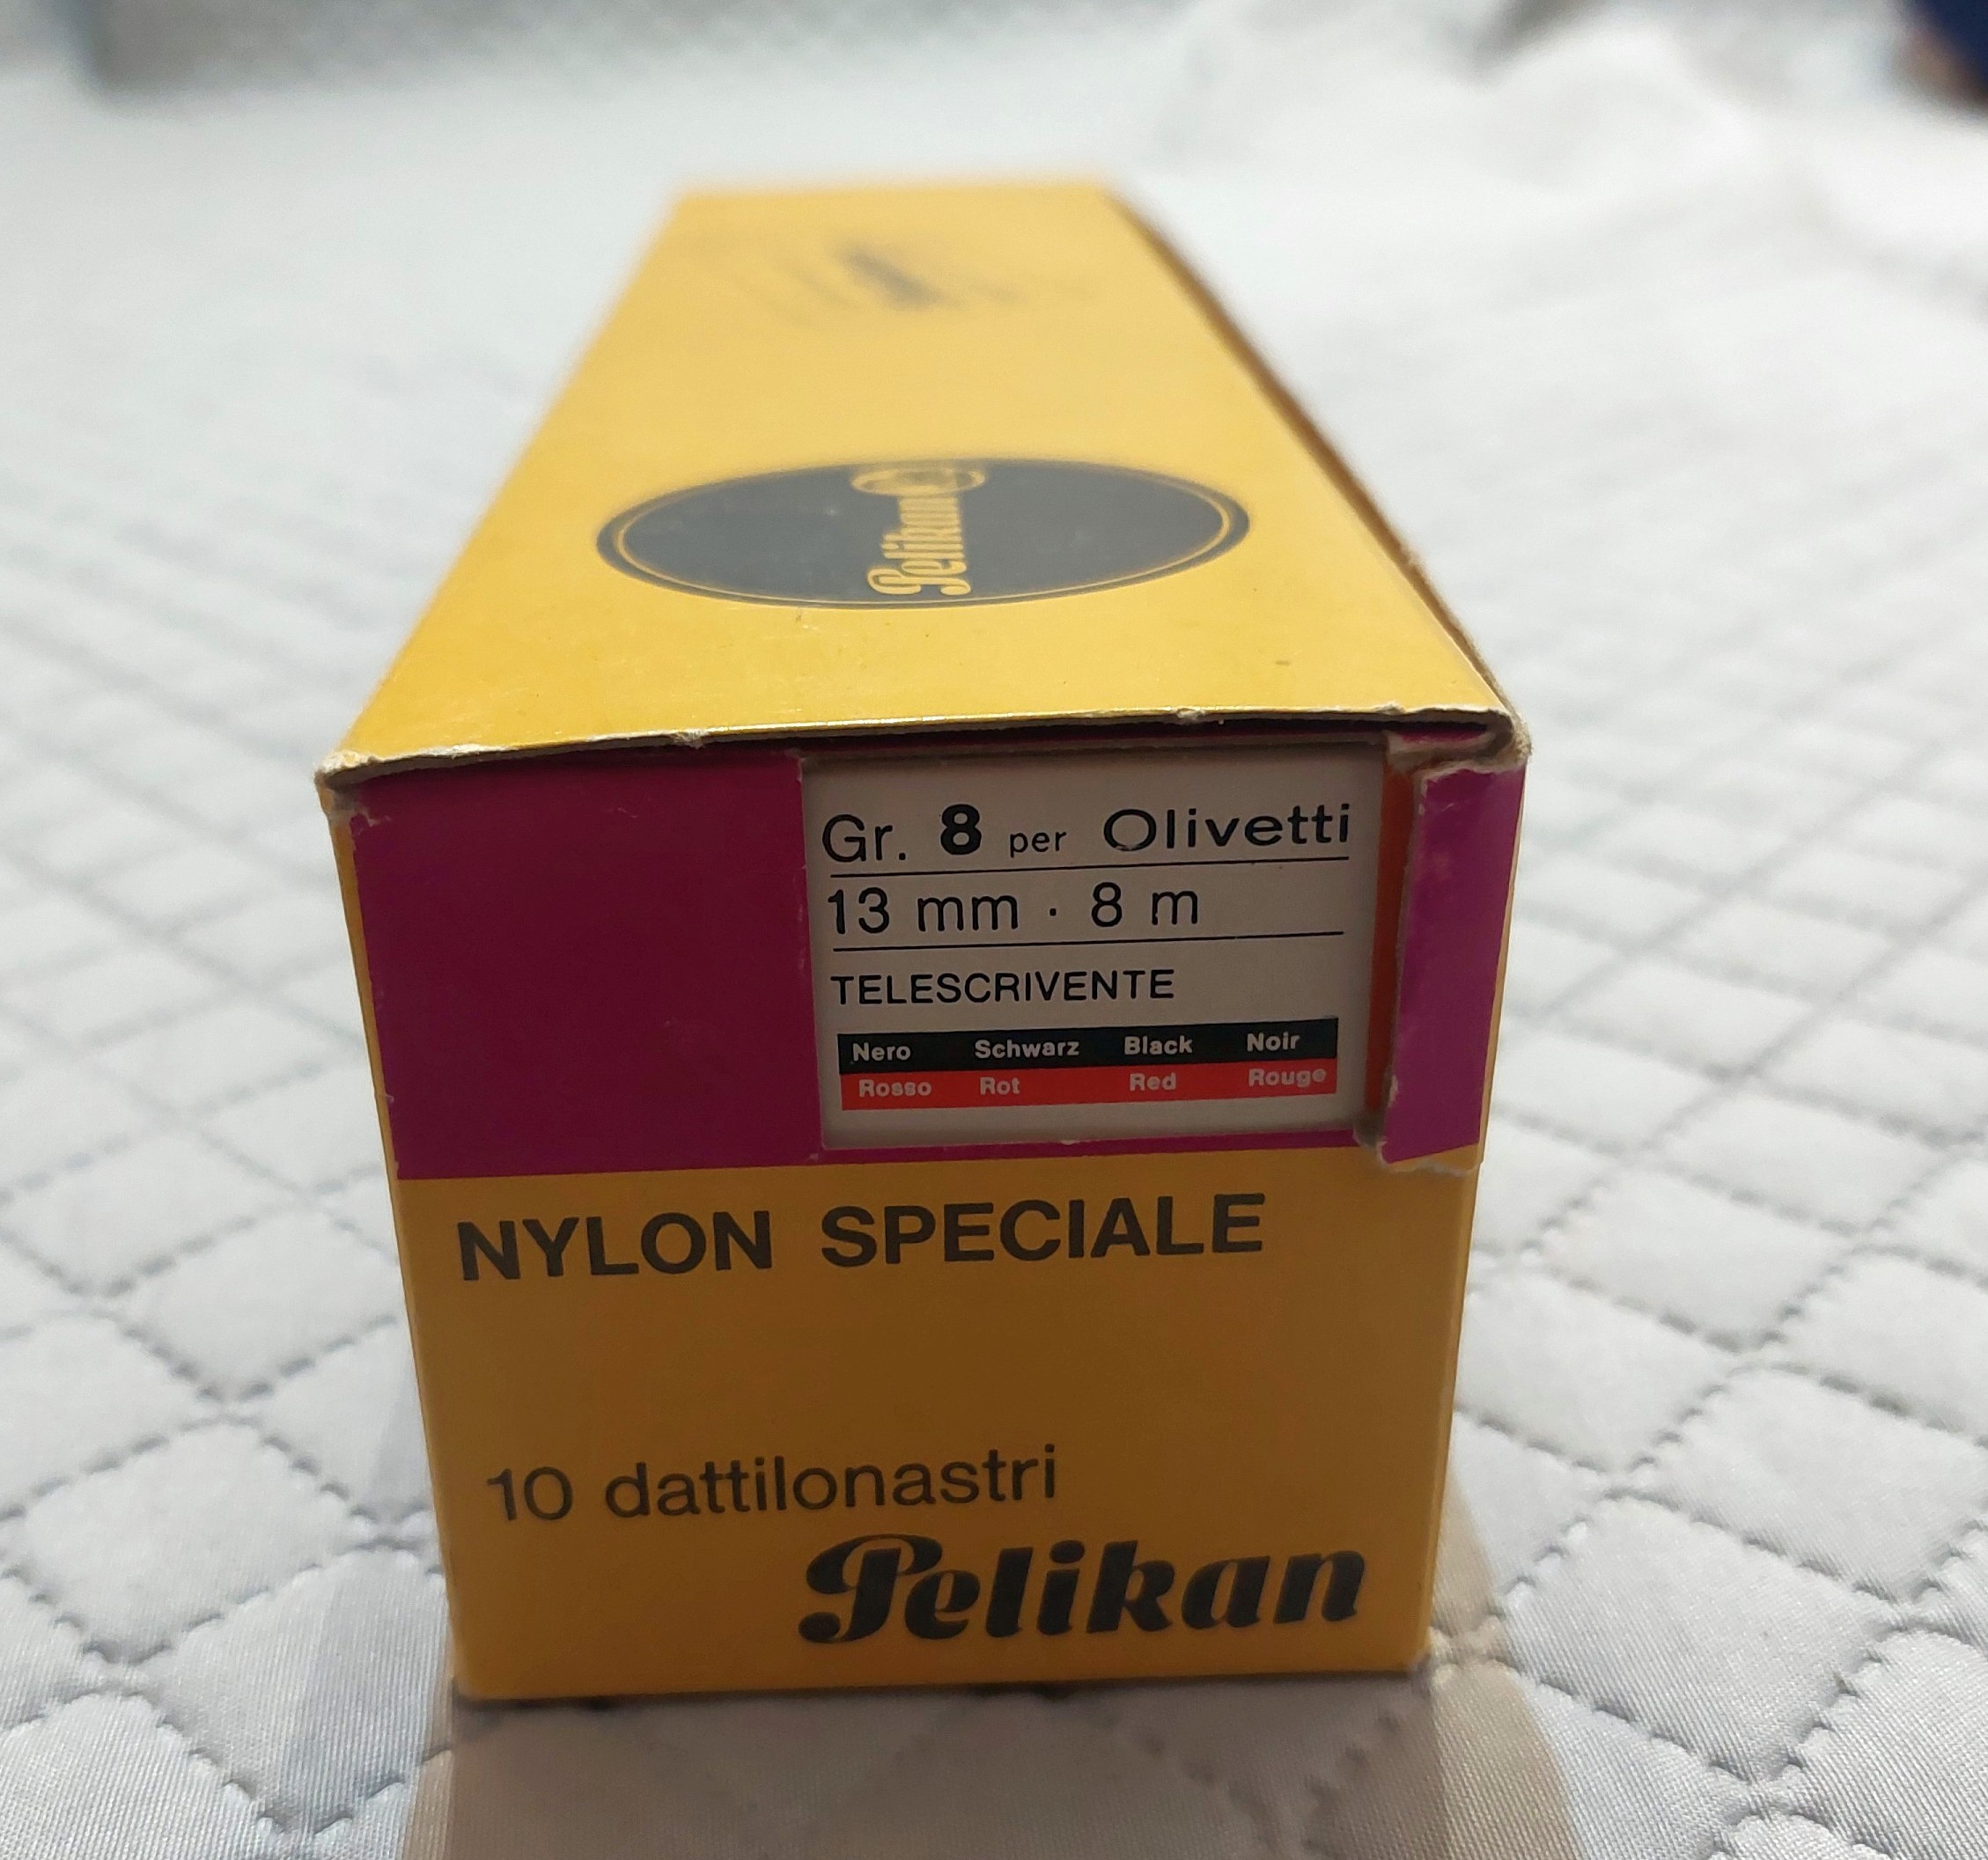 Pelikan
Gr. 8 per Olivetti
13 mm · 8 m
TELESCRIVENTE
Nero Schwarz Black Noir
Rosso Rot Red Rouge
NYLON SPECIALE
10 dattilonastri
Pelikan